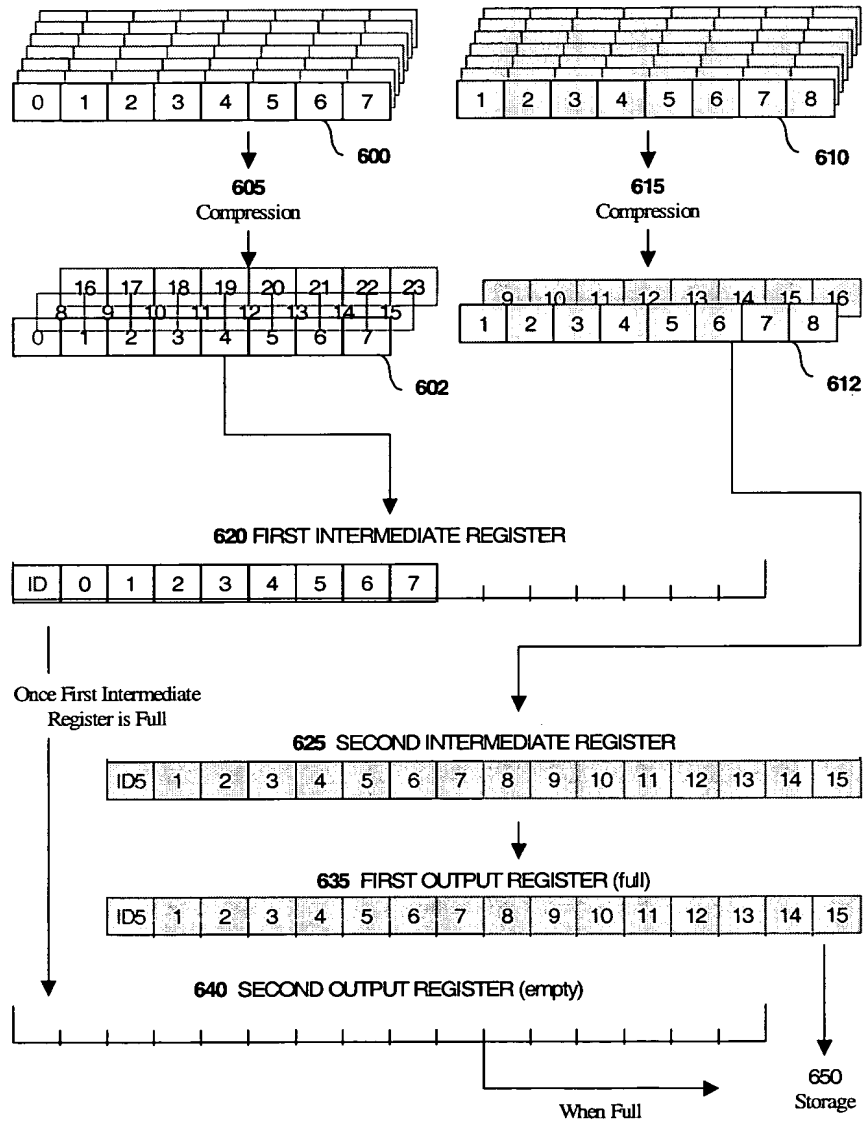 0 1 2 3 4 5 6 7
1 2 3 4 5 6 7 8
600
610
605
Compression
615
Compression
16 17 18 19 20 21 22 23
8 9 10 11 12 13 14 15
0 1 2 3 4 5 6 7
9 10 11 12 13 14 15 16
1 2 3 4 5 6 7 8
602
612
620 FIRST INTERMEDIATE REGISTER
ID 0 1 2 3 4 5 6 7
Once First Intermediate
Register is Full
625 SECOND INTERMEDIATE REGISTER
ID5 1 2 3 4 5 6 7 8 9 10 11 12 13 14 15
635 FIRST OUTPUT REGISTER (full)
ID5 1 2 3 4 5 6 7 8 9 10 11 12 13 14 15
640 SECOND OUTPUT REGISTER (empty)
650
Storage
When Full